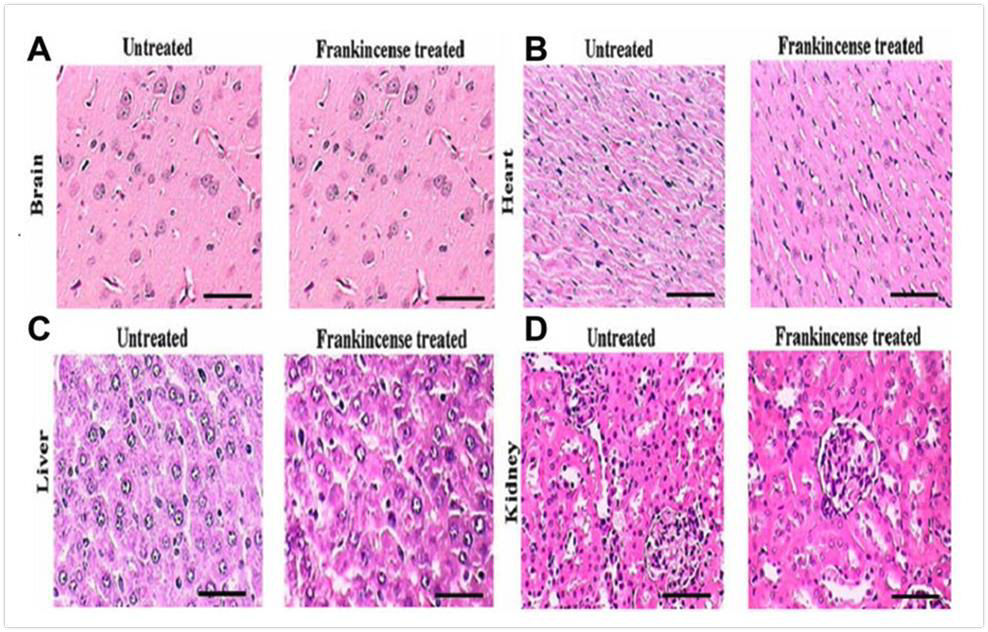 A
Untreated
Frankincense treated
Brain
B
Untreated
Frankincense treated
Heart
C
Untreated
Frankincense treated
Liver
D
Untreated
Frankincense treated
Kidney